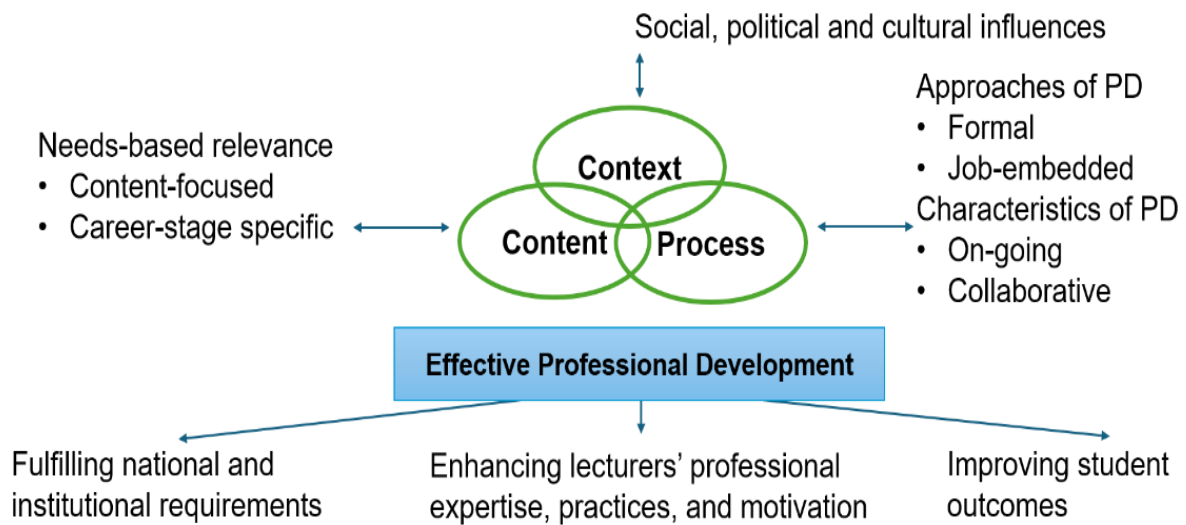 Social, political and cultural influences
Needs-based relevance
• Content-focused
• Career-stage specific
Context
Content
Process
Approaches of PD
• Formal
• Job-embedded
Characteristics of PD
• On-going
• Collaborative
Effective Professional Development
Fulfilling national and
institutional requirements
Enhancing lecturers’ professional
expertise, practices, and motivation
Improving student
outcomes